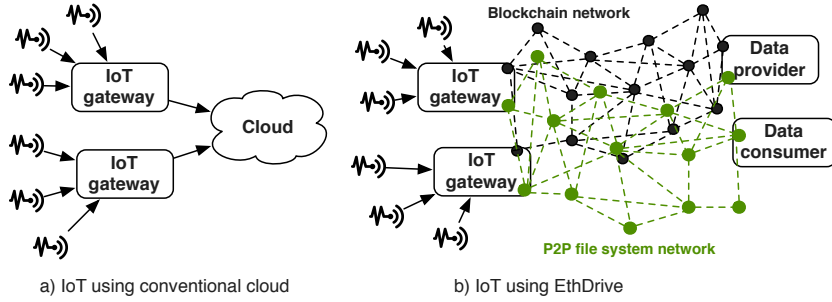 IoT
gateway
IoT
gateway
Cloud
a) IoT using conventional cloud
Blockchain network
IoT
gateway
IoT
gateway
Data
provider
Data
consumer
P2P file system network
b) IoT using EthDrive